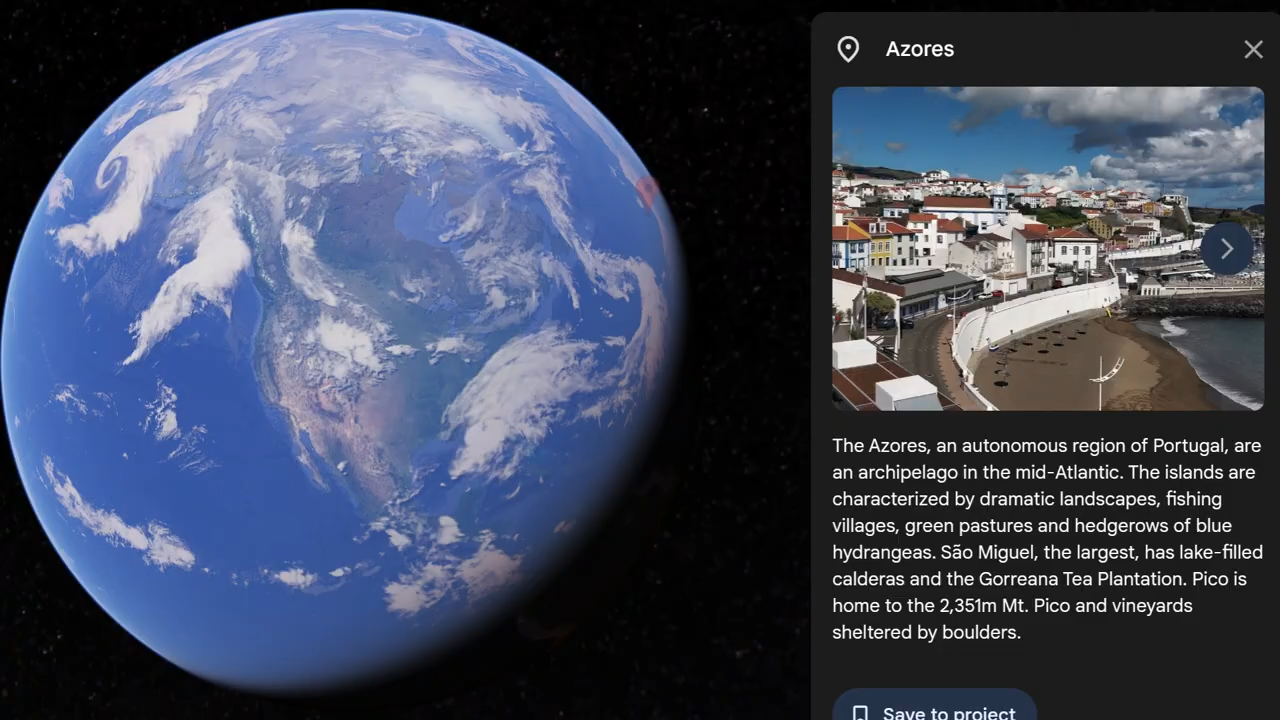 Azores
The Azores, an autonomous region of Portugal, are
an archipelago in the mid-Atlantic. The islands are
characterized by dramatic landscapes, fishing
villages, green pastures and hedgerows of blue
hydrangeas. São Miguel, the largest, has lake-filled
calderas and the Gorreana Tea Plantation. Pico is
home to the 2,351m Mt. Pico and vineyards
sheltered by boulders.
Save to project